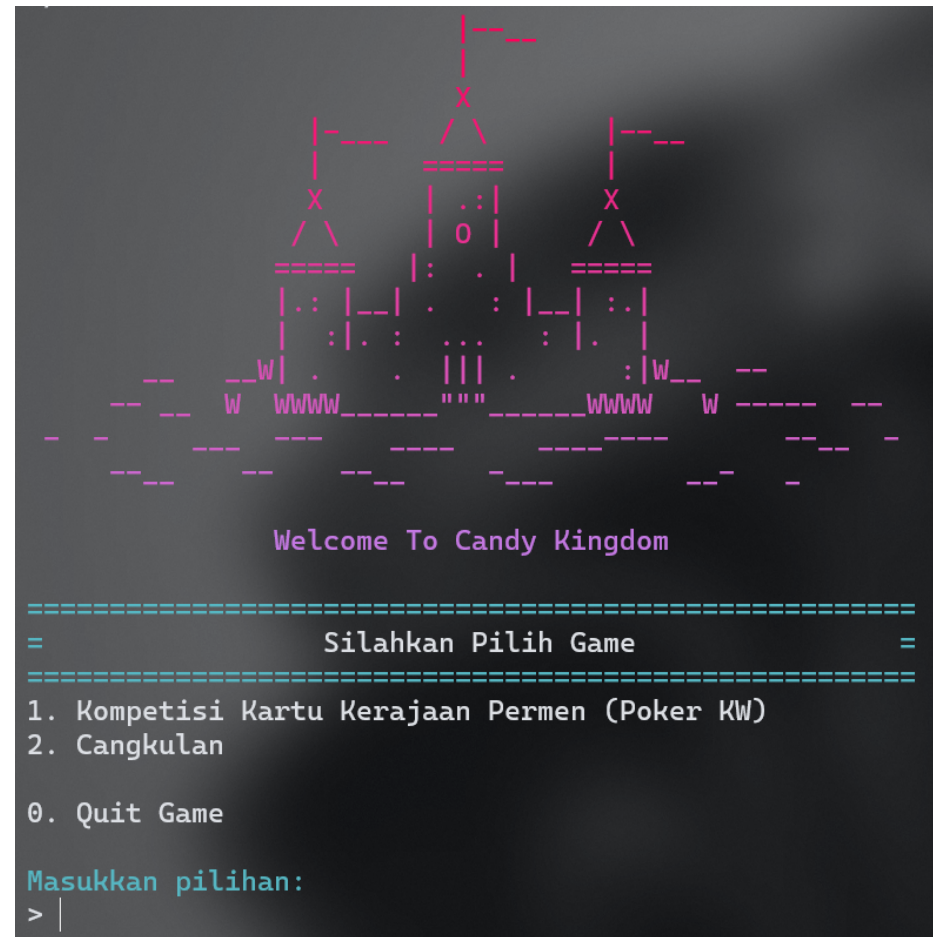 Welcome To Candy Kingdom
=======================================================
= Silahkan Pilih Game =
=======================================================
1. Kompetisi Kartu Kerajaan Permen (Poker KW)
2. Cangkulan
0. Quit Game
Masukkan pilihan:
>